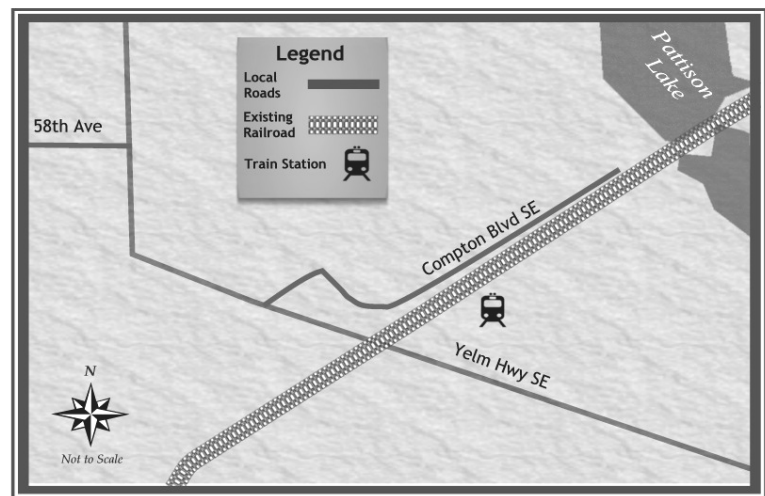 Legend
Local
Roads
Existing
Railroad
Train Station
Pattison
Lake
58th Ave
Compton Blvd SE
Yelm Hwy SE
N
Not to Scale